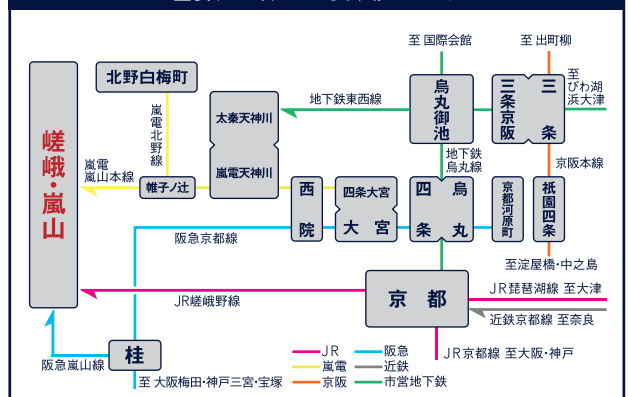 至 国際会館
至 出町柳
至
びわ湖
浜大津
北野白梅町
烏丸御池
三条京阪
三条
地下鉄東西線
嵐電北野線
太秦天神川
嵐電天神川
嵯峨・嵐山
地下鉄
烏丸線
京阪本線
嵐電
嵐山本線
帷子ノ辻
西院
四条大宮
大宮
四条
烏丸
京都河原町
祇園四条
阪急京都線
至淀屋橋・中之島
JR嵯峨野線
京都
JR琵琶湖線 至大津
近鉄京都線 至奈良
桂
阪急嵐山線
JR京都線 至大阪・神戸
至 大阪梅田・神戸三宮・宝塚
JR
阪急
嵐電
近鉄
京阪
市営地下鉄